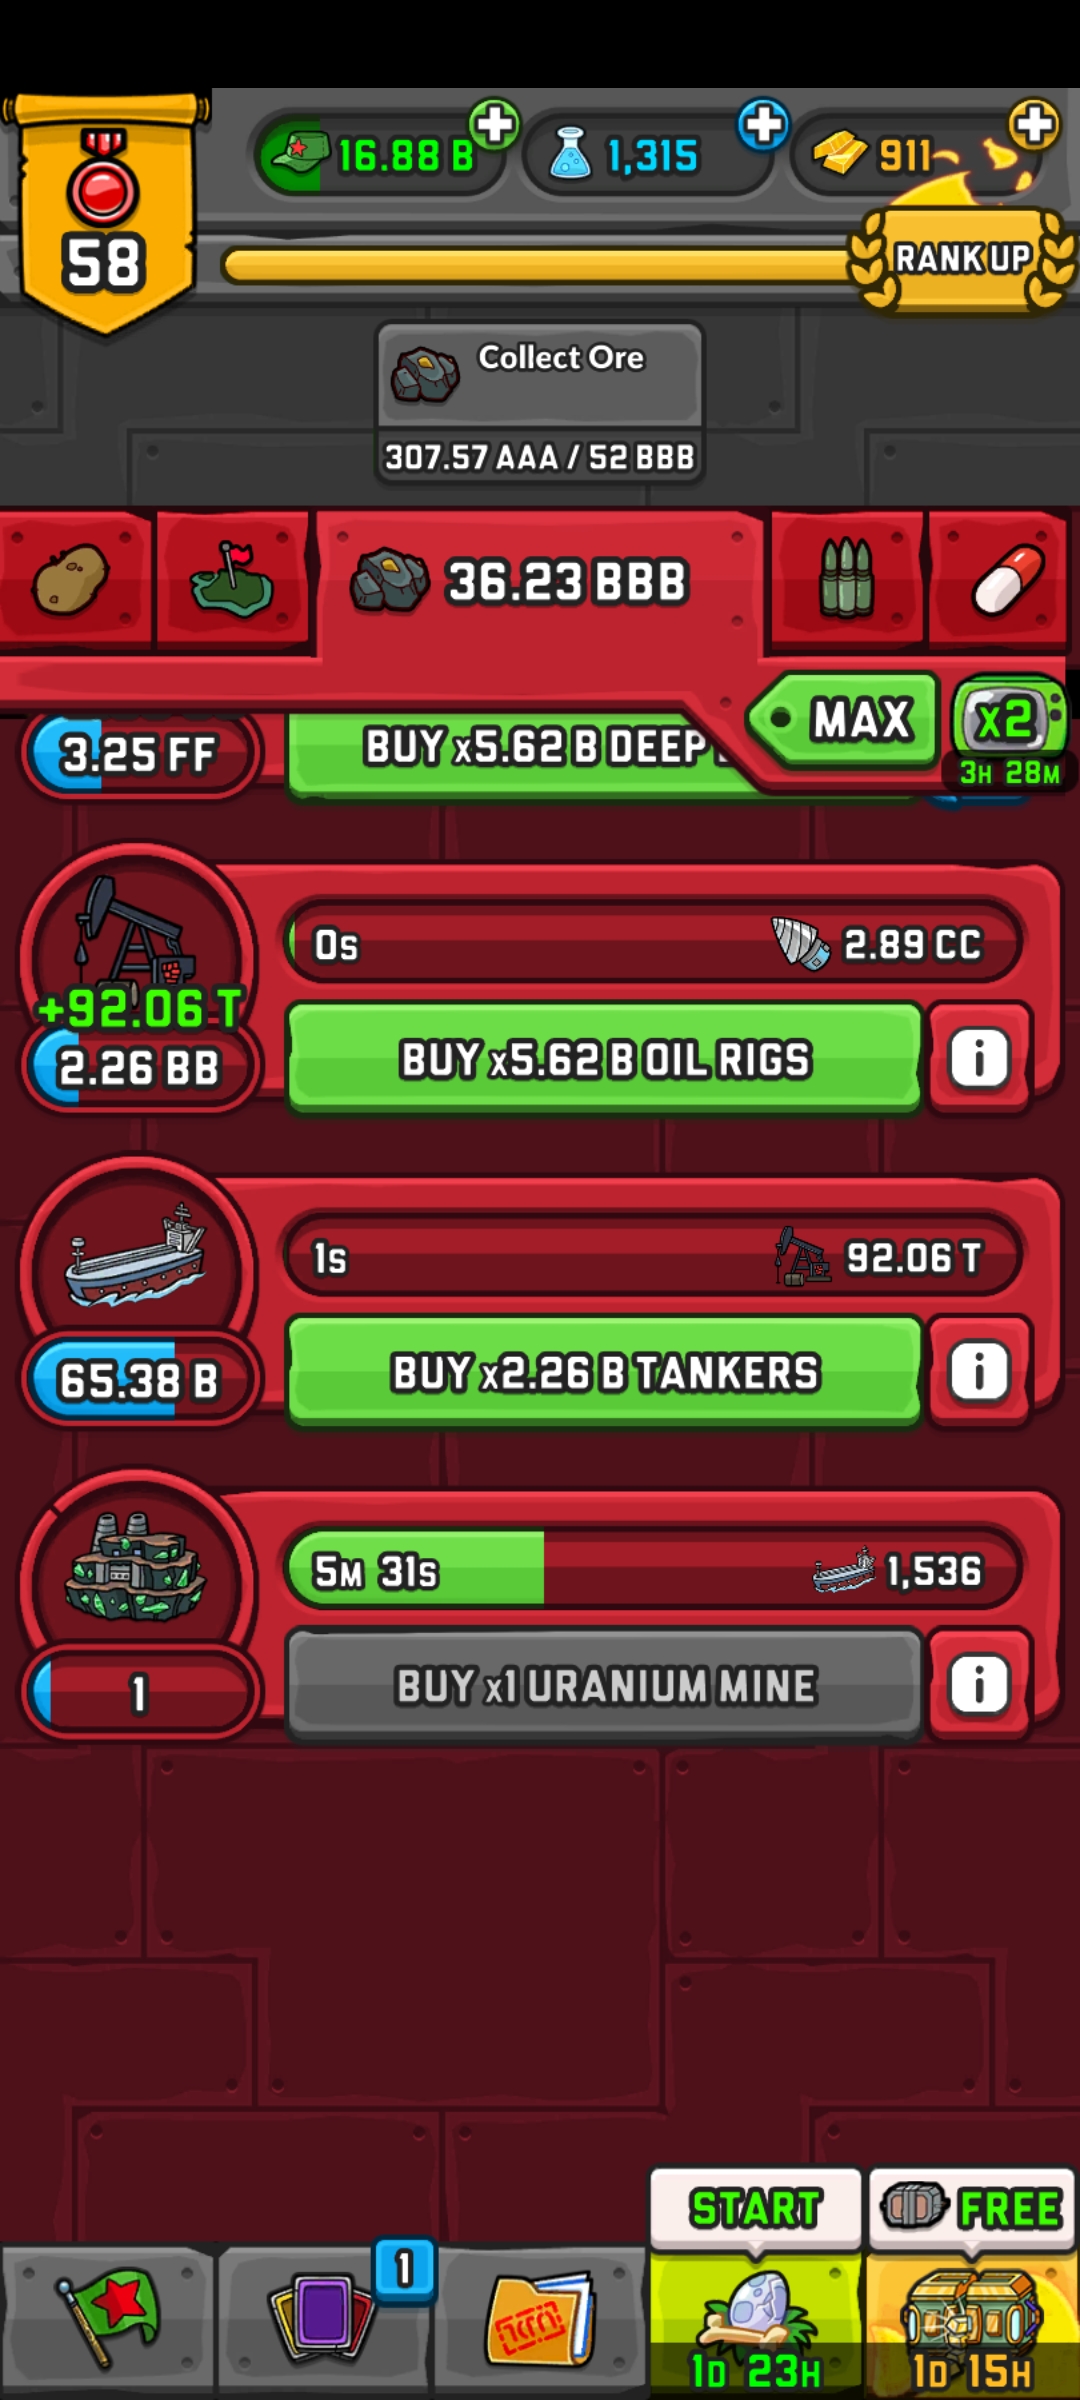 58
16.88 B
1,315
911
RANK UP
Collect Ore
307.57 AAA / 52 BBB
36.23 BBB
MAX
x2
3H 28M
3.25 FF
BUY x5.62 B DEEP
0s
2.89 CC
+92.06 T
2.26 BB
BUY x5.62 B OIL RIGS
i
1s
92.06 T
65.38 B
BUY x2.26 B TANKERS
i
5M 31s
1,536
1
BUY x1 URANIUM MINE
i
START
FREE
1
1D 23H
1D 15H